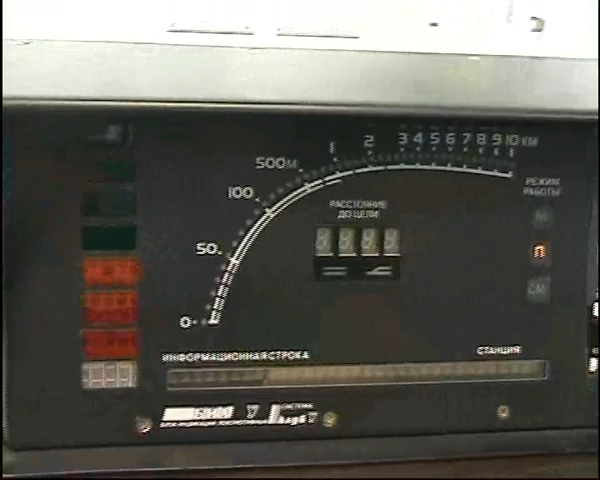 1 2 3 4 5 6 7 8 9 10 КМ
500М
100
50
0
РЕЖИМ
РАБОТЫ
РАССТОЯНИЕ
ДО ЦЕЛИ
П
СМ
ИНФОРМАЦИОННАЯ СТРОКА
СТАНЦИЯ